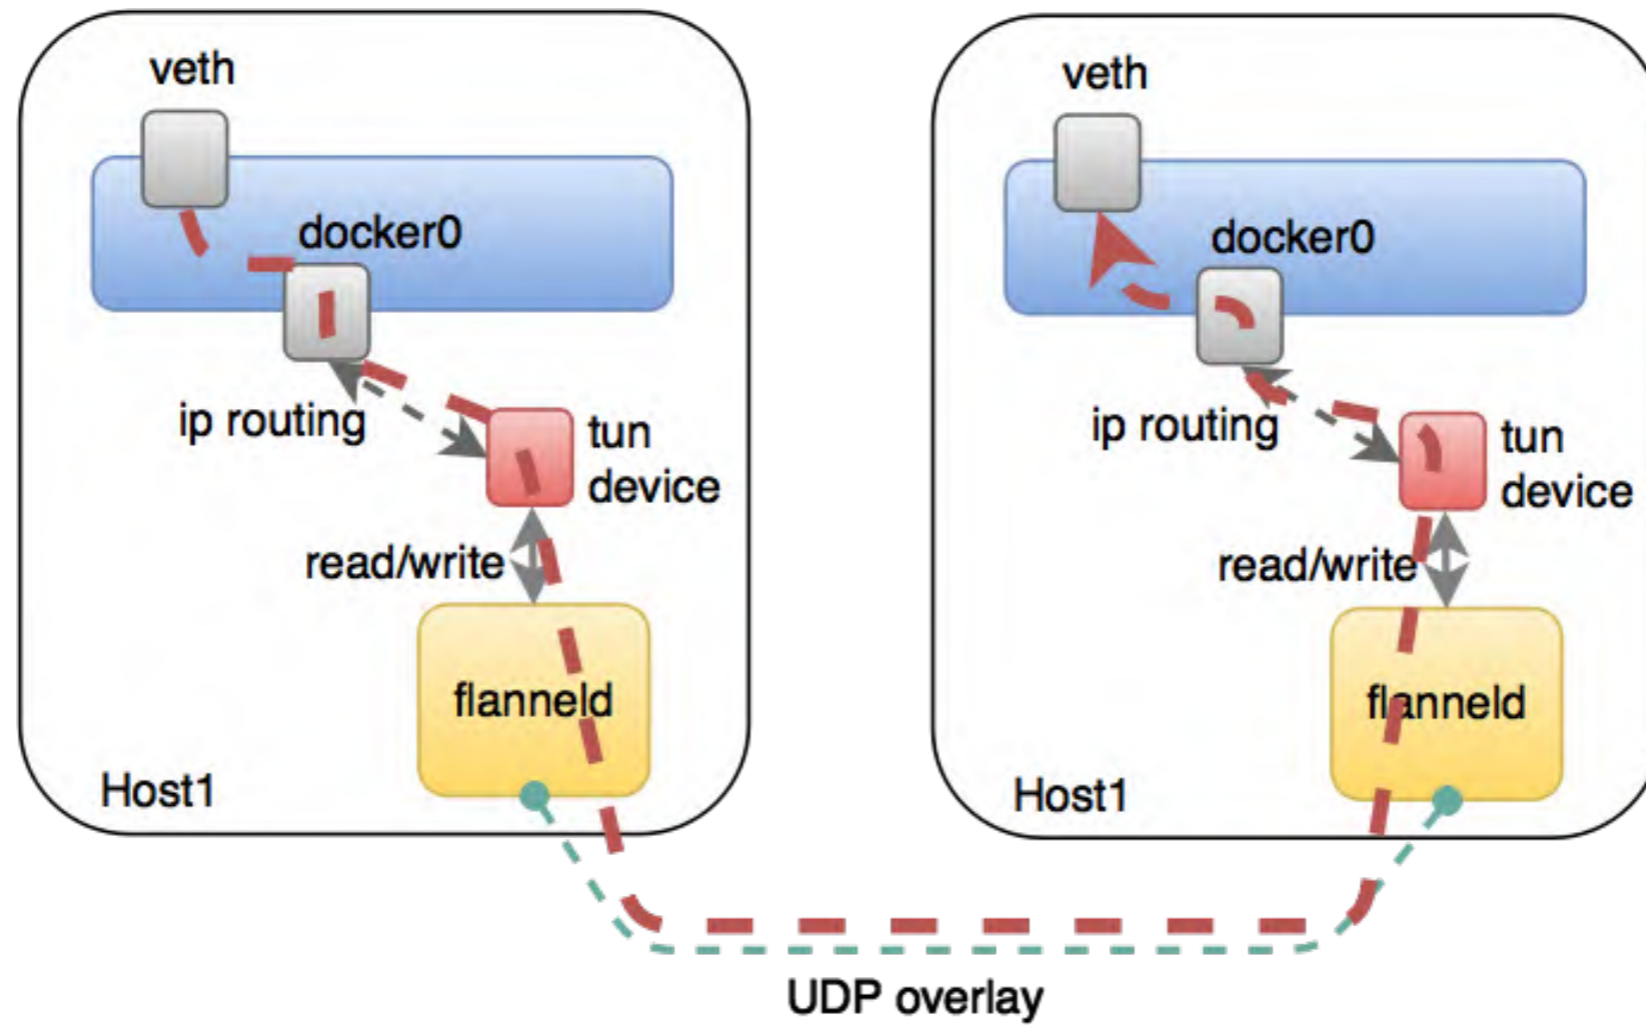 veth
docker0
ip routing
tun
device
read/write
flanneld
Host1
veth
docker0
ip routing
tun
device
read/write
flanneld
Host1
UDP overlay